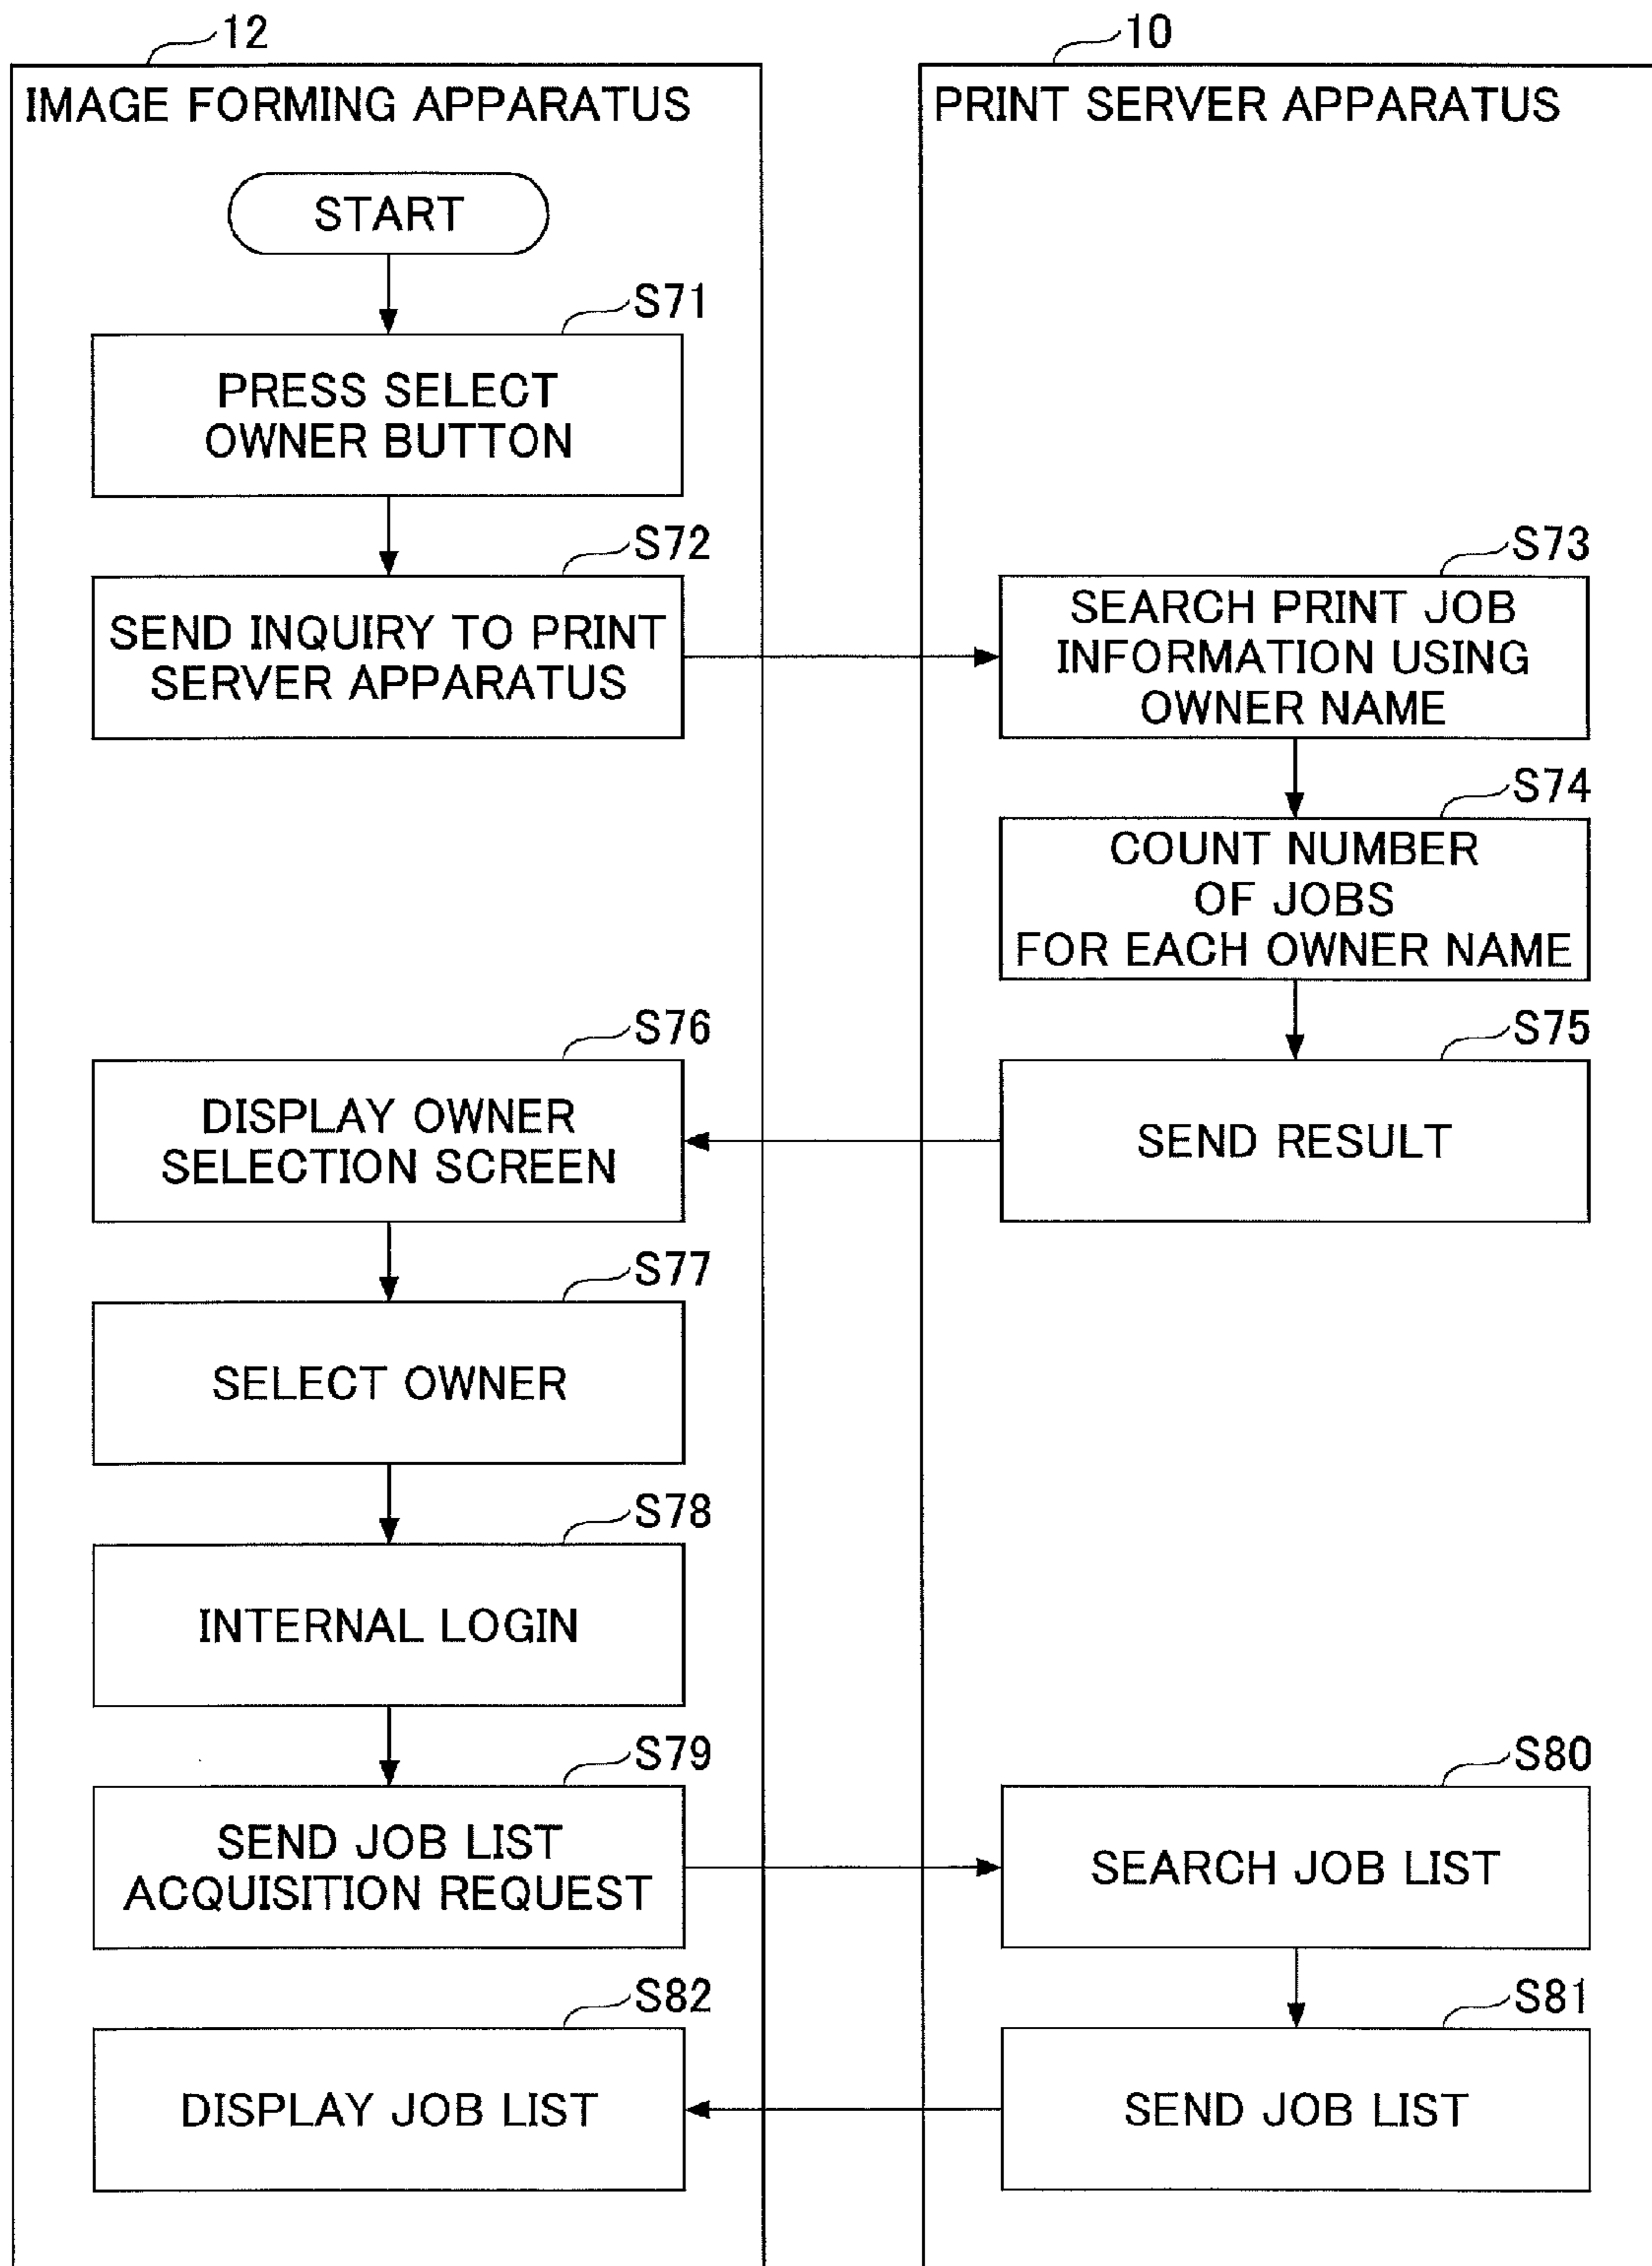 12
10
IMAGE FORMING APPARATUS
PRINT SERVER APPARATUS
START
S71
PRESS SELECT
OWNER BUTTON
S72
SEND INQUIRY TO PRINT
SERVER APPARATUS
S73
SEARCH PRINT JOB
INFORMATION USING
OWNER NAME
S74
COUNT NUMBER
OF JOBS
FOR EACH OWNER NAME
S75
SEND RESULT
S76
DISPLAY OWNER
SELECTION SCREEN
S77
SELECT OWNER
S78
INTERNAL LOGIN
S79
SEND JOB LIST
ACQUISITION REQUEST
S80
SEARCH JOB LIST
S81
SEND JOB LIST
S82
DISPLAY JOB LIST